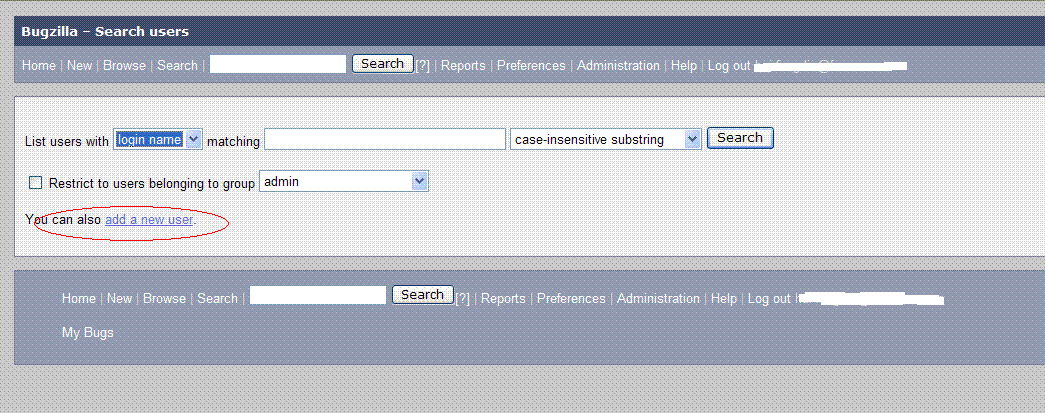 Bugzilla – Search users
Home | New | Browse | Search | Search [?] | Reports | Preferences | Administration | Help | Log out
List users with login name matching case-insensitive substring Search
Restrict to users belonging to group admin
You can also add a new user.
Home | New | Browse | Search | Search [?] | Reports | Preferences | Administration | Help | Log out
My Bugs